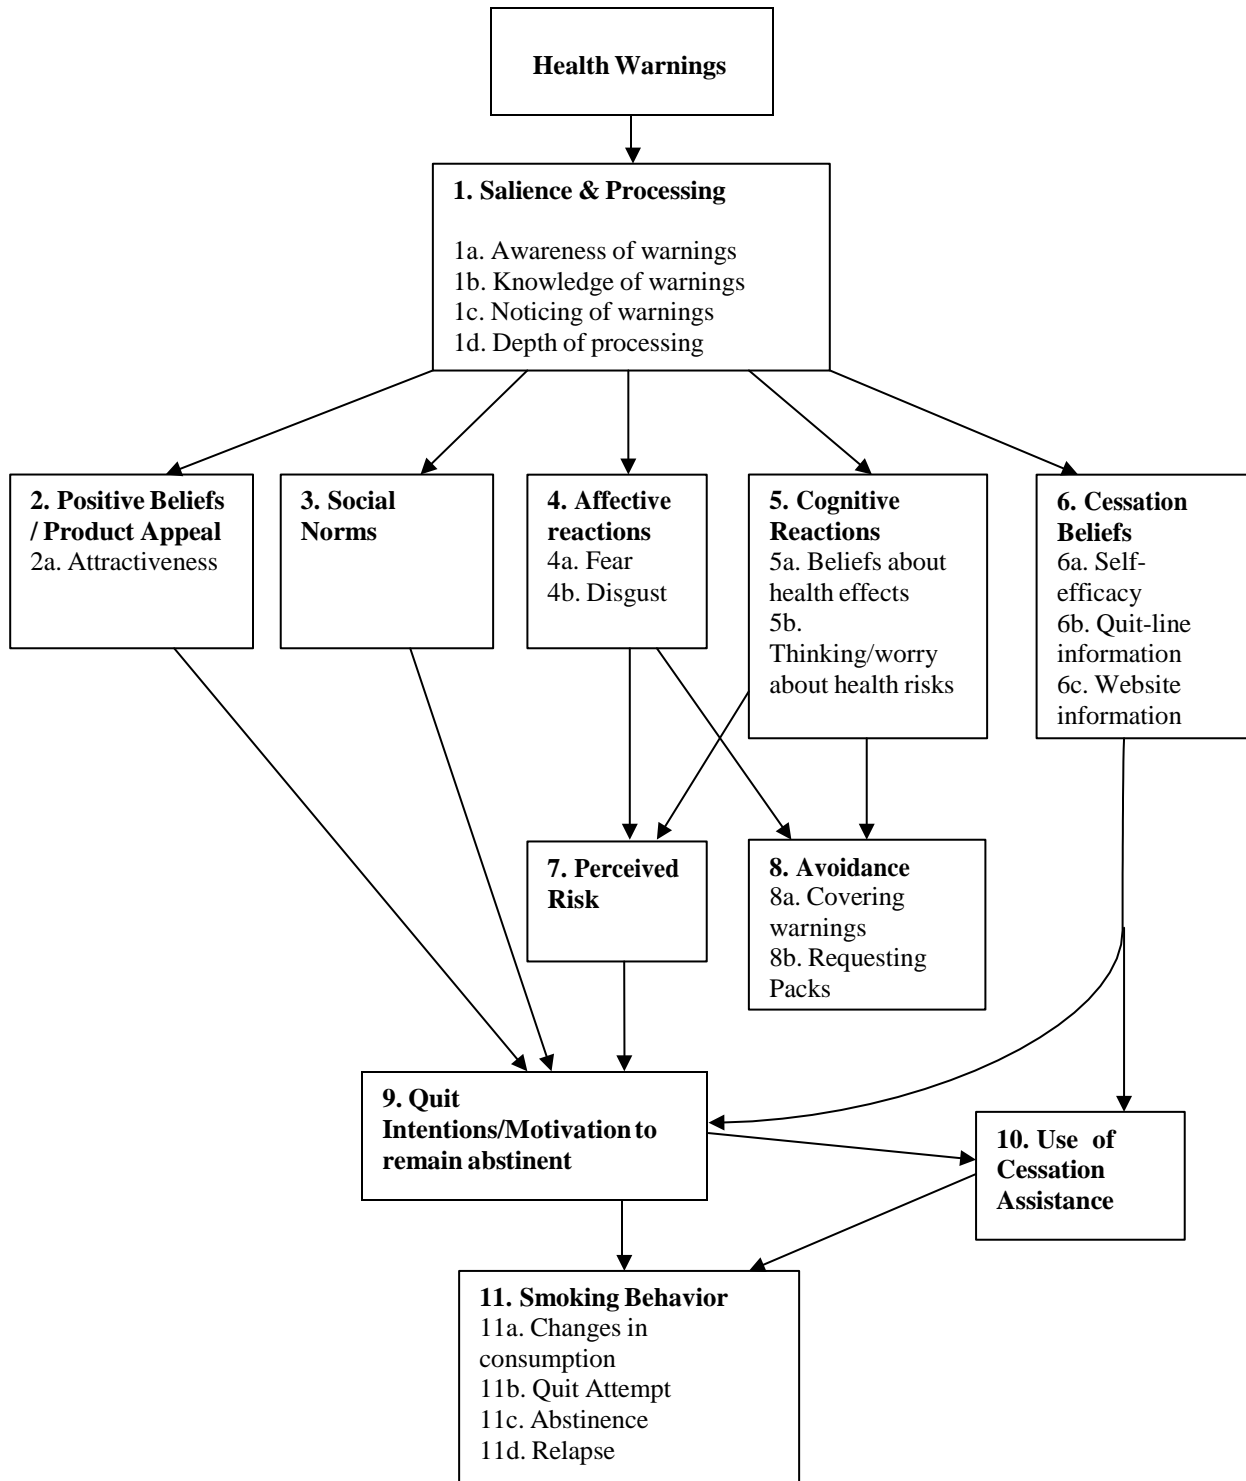 Health Warnings
1. Salience & Processing
1a. Awareness of warnings
1b. Knowledge of warnings
1c. Noticing of warnings
1d. Depth of processing
2. Positive Beliefs
/ Product Appeal
2a. Attractiveness
3. Social
Norms
4. Affective
reactions
4a. Fear
4b. Disgust
5. Cognitive
Reactions
5a. Beliefs about
health effects
5b.
Thinking/worry
about health risks
6. Cessation
Beliefs
6a. Self-
efficacy
6b. Quit-line
information
6c. Website
information
7. Perceived
Risk
8. Avoidance
8a. Covering
warnings
8b. Requesting
Packs
9. Quit
Intentions/Motivation to
remain abstinent
10. Use of
Cessation
Assistance
11. Smoking Behavior
11a. Changes in
consumption
11b. Quit Attempt
11c. Abstinence
11d. Relapse